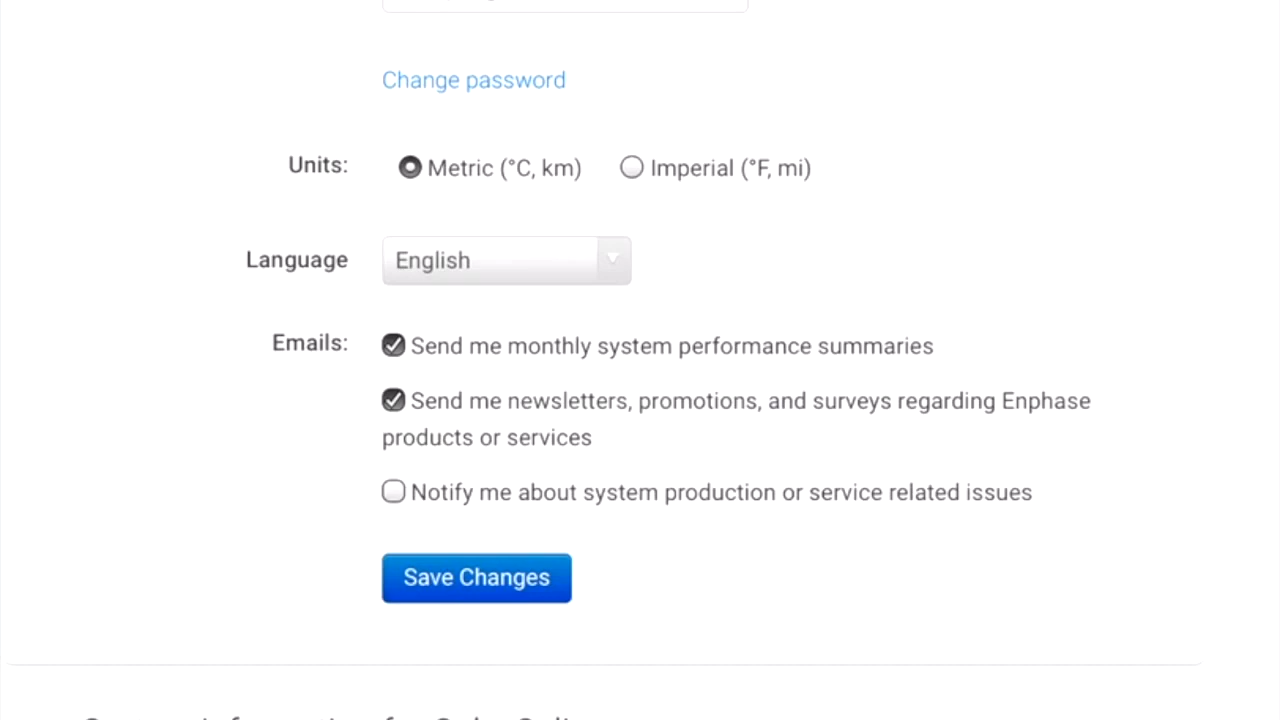 Change password
Units: Metric (°C, km) Imperial (°F, mi)
Language English
Emails: Send me monthly system performance summaries
Send me newsletters, promotions, and surveys regarding Enphase
products or services
Notify me about system production or service related issues
Save Changes